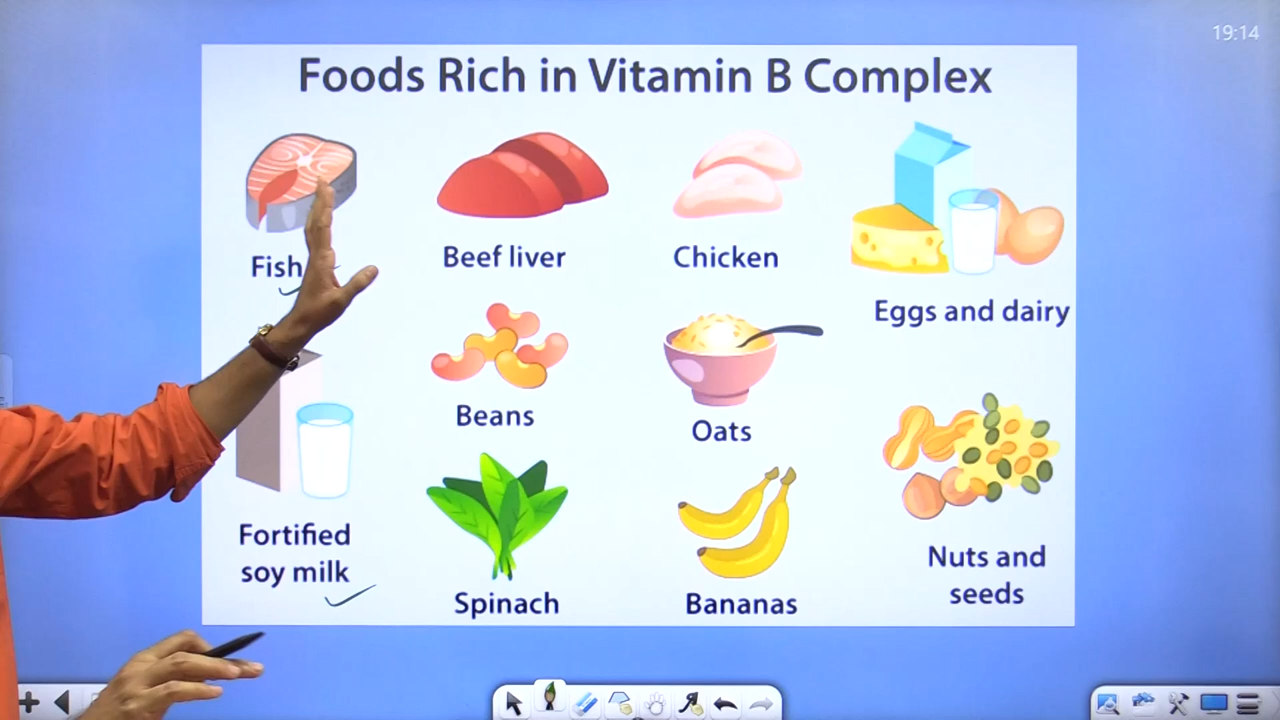 19:14
Foods Rich in Vitamin B Complex
Fish
Beef liver
Chicken
Eggs and dairy
Beans
Oats
Fortified
soy milk
Spinach
Bananas
Nuts and
seeds